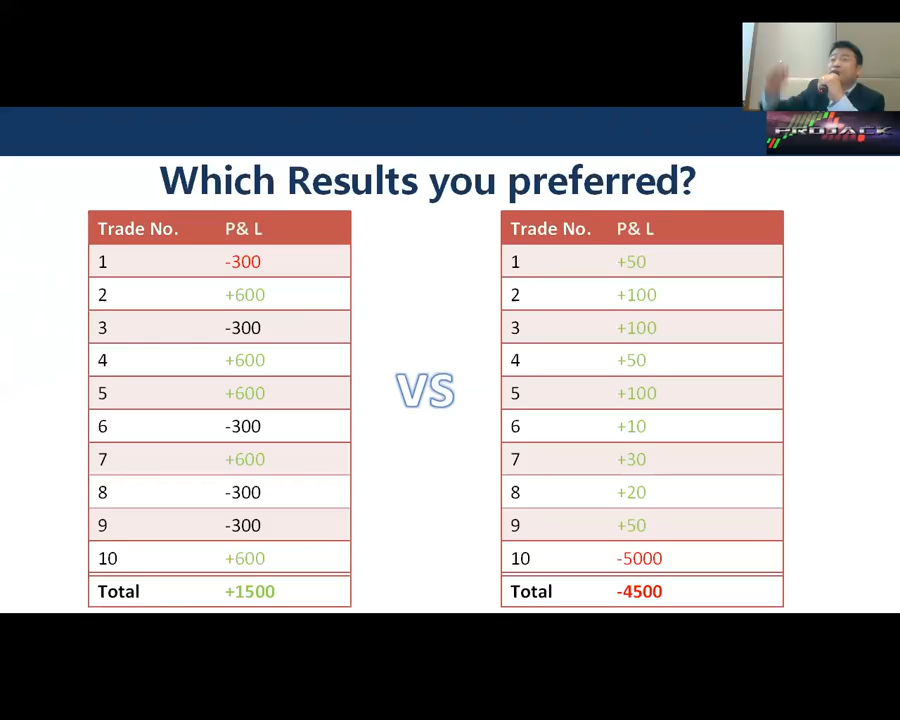 PROJACK
Which Results you preferred?
Trade No. P& L
1 -300
2 +600
3 -300
4 +600
5 +600
6 -300
7 +600
8 -300
9 -300
10 +600
Total +1500
VS
Trade No. P& L
1 +50
2 +100
3 +100
4 +50
5 +100
6 +10
7 +30
8 +20
9 +50
10 -5000
Total -4500